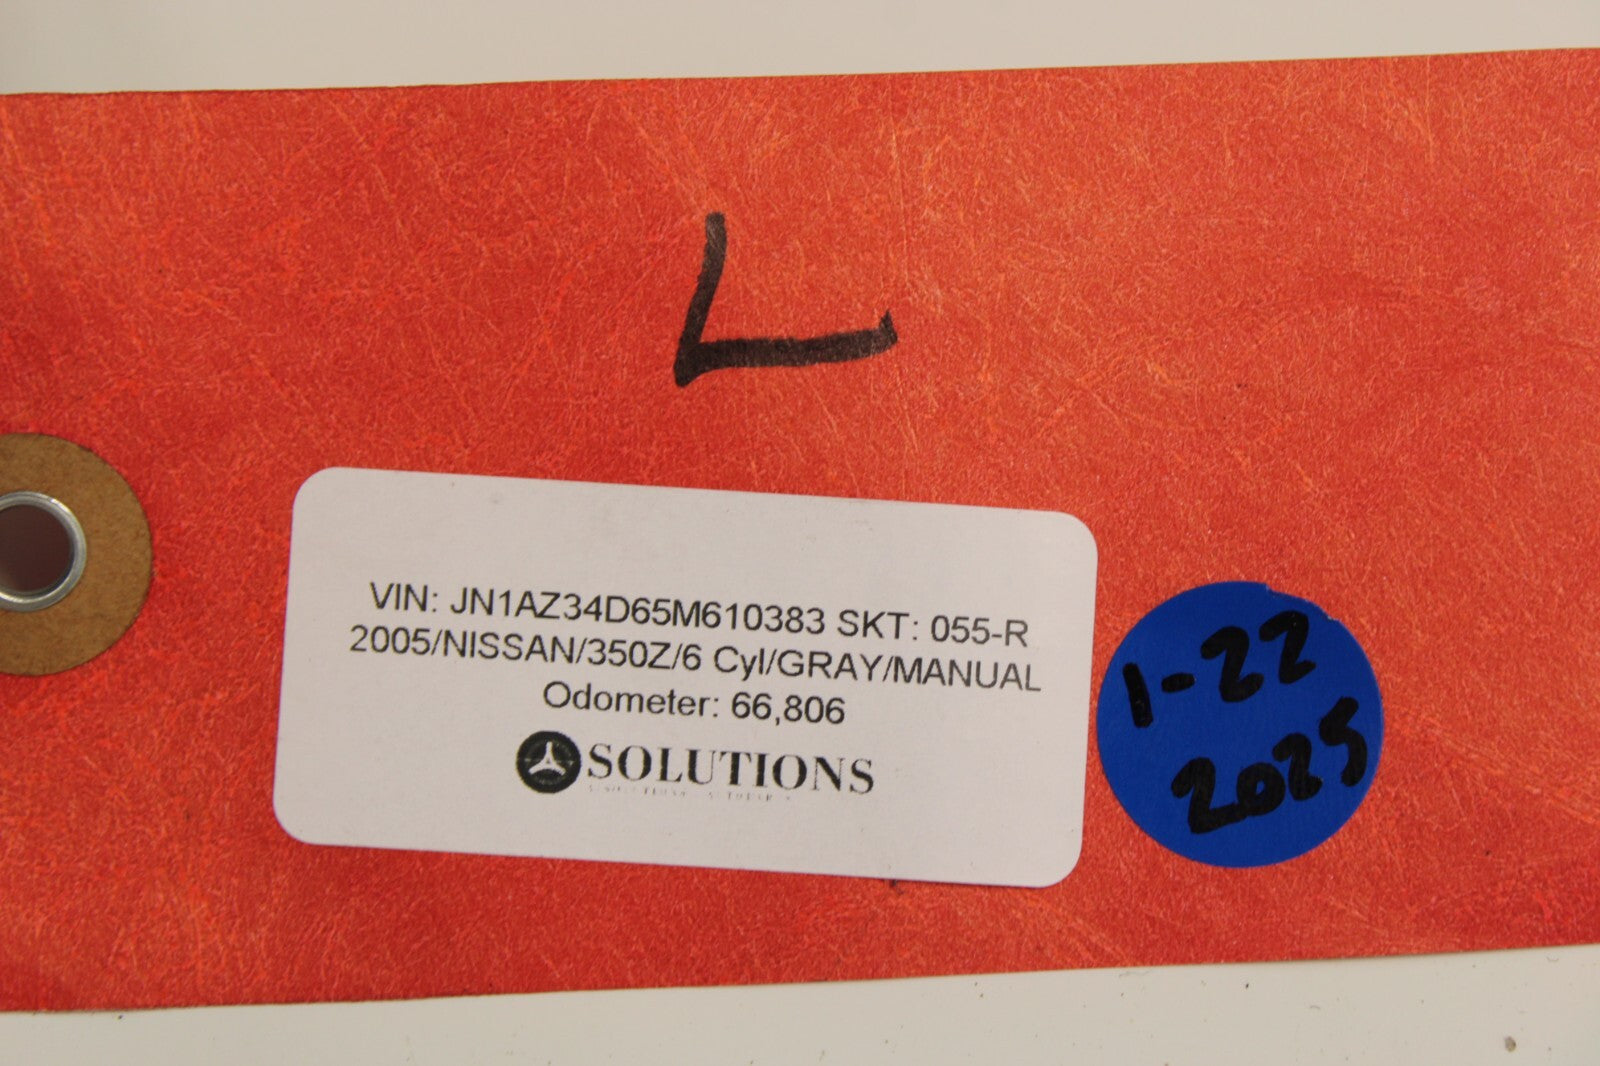 L
VIN: JN1AZ34D65M610383 SKT: 055-R
2005/NISSAN/350Z/6 Cyl/GRAY/MANUAL
Odometer: 66,806
SOLUTIONS
1-22
2025